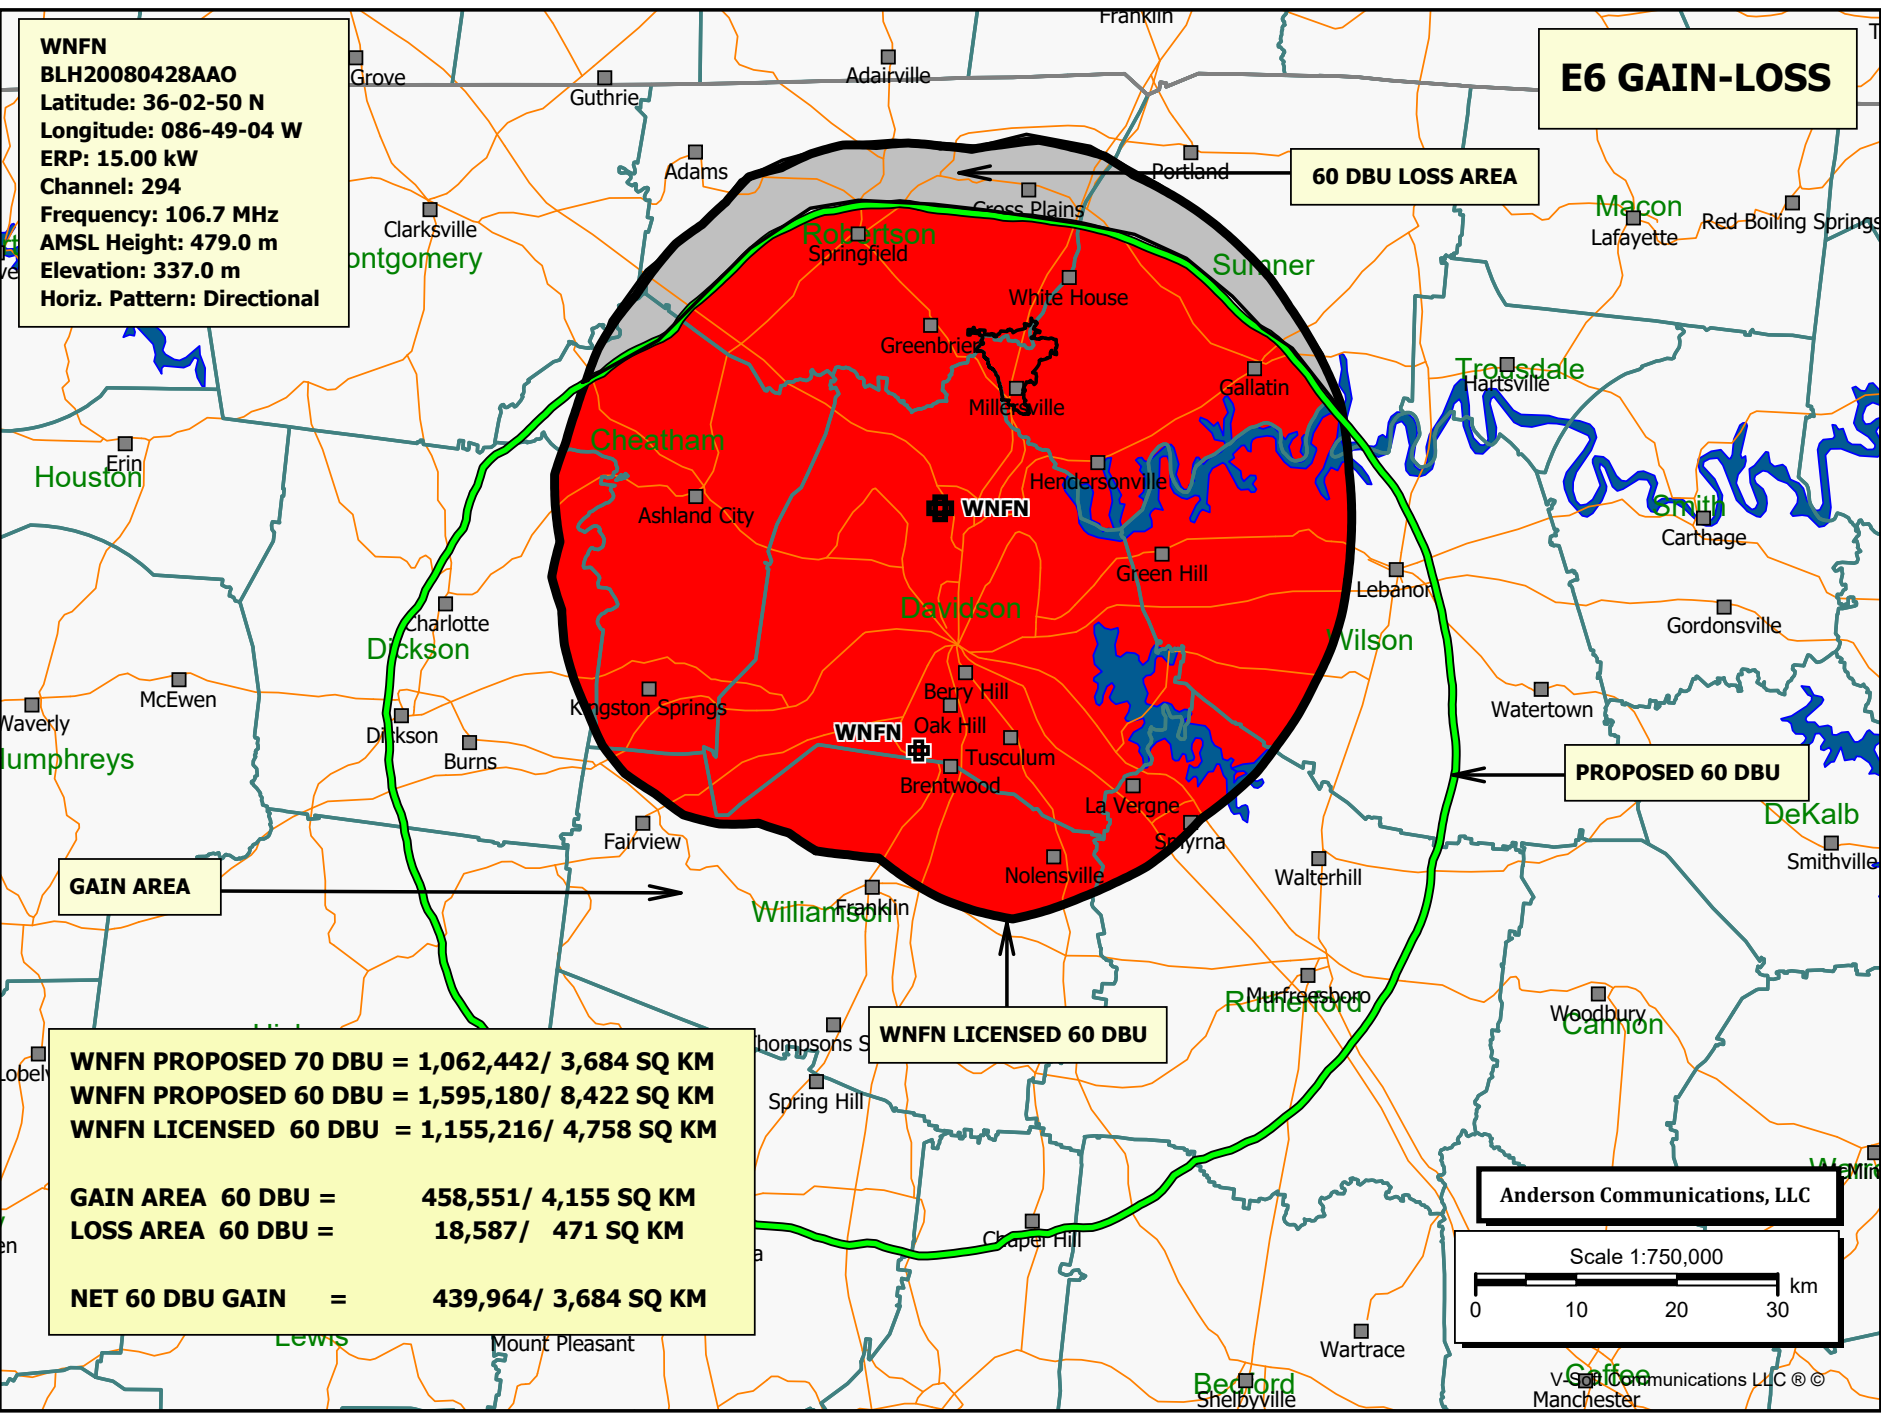 WNFN
BLH20080428AAO
Latitude: 36-02-50 N
Longitude: 086-49-04 W
ERP: 15.00 kW
Channel: 294
Frequency: 106.7 MHz
AMSL Height: 479.0 m
Elevation: 337.0 m
Horiz. Pattern: Directional
E6 GAIN-LOSS
Franklin
Grove
Guthrie
Adairville
Adams
Portland
60 DBU LOSS AREA
Cross Plains
Clarksville
ontgomery
Robertson
Springfield
Sumner
Macon
Lafayette
Red Boiling Springs
White House
Greenbrier
Millersville
Gallatin
Trousdale
Hartsville
Cheatham
Erin
Houston
Ashland City
Hendersonville
WNFN
Smith
Carthage
Green Hill
Lebanon
Davidson
Charlotte
Dickson
Wilson
Gordonsville
McEwen
Waverly
Kingston Springs
Berry Hill
Oak Hill
WNFN
Tusculum
Brentwood
Watertown
Dickson
Burns
umphreys
PROPOSED 60 DBU
La Vergne
Smyrna
DeKalb
Smithville
Fairview
Nolensville
Walterhill
GAIN AREA
Franklin
Williamson
Murfreesboro
Rutherford
Woodbury
Cannon
WNFN LICENSED 60 DBU
hompsons S
Lobelv
Spring Hill
WNFN PROPOSED 70 DBU = 1,062,442/ 3,684 SQ KM
WNFN PROPOSED 60 DBU = 1,595,180/ 8,422 SQ KM
WNFN LICENSED 60 DBU = 1,155,216/ 4,758 SQ KM
GAIN AREA 60 DBU = 458,551/ 4,155 SQ KM
LOSS AREA 60 DBU = 18,587/ 471 SQ KM
NET 60 DBU GAIN = 439,964/ 3,684 SQ KM
Chapel Hill
en
a
Anderson Communications, LLC
Scale 1:750,000
km
0 10 20 30
Lewis
Mount Pleasant
Wartrace
Bedford
Shelbyville
Coffee
V-Soft Communications LLC ® ©
Manchester